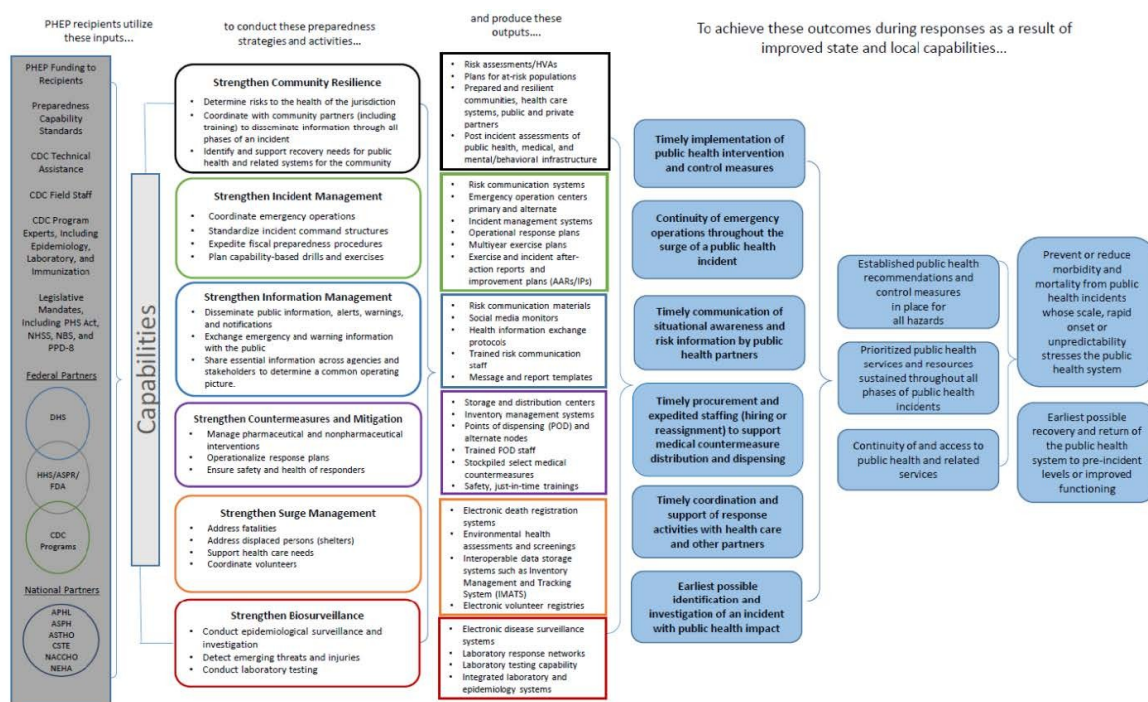 PHEP recipients utilize
these inputs...
to conduct these preparedness
strategies and activities...
and produce these
outputs....
To achieve these outcomes during responses as a result of
improved state and local capabilities...
PHEP Funding to
Recipients
Preparedness
Capability
Standards
CDC Technical
Assistance
CDC Field Staff
CDC Program
Experts, Including
Epidemiology,
Laboratory, and
Immunization
Legislative
Mandates,
Including PHS Act,
NHSS, NBS, and
PPD-8
Federal Partners
DHS
HHS/ASPR/
FDA
CDC
Programs
National Partners
APHL
ASPH
ASTHO
CSTE
NACCHO
NEHA
Capabilities
Strengthen Community Resilience
• Determine risks to the health of the jurisdiction
• Coordinate with community partners (including
training) to disseminate information through all
phases of an incident
• Identify and support recovery needs for public
health and related systems for the community
Strengthen Incident Management
• Coordinate emergency operations
• Standardize incident command structures
• Expedite fiscal preparedness procedures
• Plan capability-based drills and exercises
Strengthen Information Management
• Disseminate public information, alerts, warnings,
and notifications
• Exchange emergency and warning information
with the public
• Share essential information across agencies and
stakeholders to determine a common operating
picture.
Strengthen Countermeasures and Mitigation
• Manage pharmaceutical and nonpharmaceutical
interventions
• Operationalize response plans
• Ensure safety and health of responders
Strengthen Surge Management
• Address fatalities
• Address displaced persons (shelters)
• Support health care needs
• Coordinate volunteers
Strengthen Biosurveillance
• Conduct epidemiological surveillance and
investigation
• Detect emerging threats and injuries
• Conduct laboratory testing
• Risk assessments/HVAs
• Plans for at-risk populations
• Prepared and resilient
communities, health care
systems, public and private
partners
• Post incident assessments of
public health, medical, and
mental/behavioral infrastructure
• Risk communication systems
• Emergency operation centers
primary and alternate
• Incident management systems
• Operational response plans
• Multiyear exercise plans
• Exercise and incident after-
action reports and
improvement plans (AARs/IPs)
• Risk communication materials
• Social media monitors
• Health information exchange
protocols
• Trained risk communication
staff
• Message and report templates
• Storage and distribution centers
• Inventory management systems
• Points of dispensing (POD) and
alternate nodes
• Trained POD staff
• Stockpiled select medical
countermeasures
• Safety, just-in-time trainings
• Electronic death registration
systems
• Environmental health
assessments and screenings
• Interoperable data storage
systems such as Inventory
Management and Tracking
System (IMATS)
• Electronic volunteer registries
• Electronic disease surveillance
systems
• Laboratory response networks
• Laboratory testing capability
• Integrated laboratory and
epidemiology systems
Timely implementation of
public health intervention
and control measures
Continuity of emergency
operations throughout the
surge of a public health
incident
Timely communication of
situational awareness and
risk information by public
health partners
Timely procurement and
expedited staffing (hiring or
reassignment) to support
medical countermeasure
distribution and dispensing
Timely coordination and
support of response
activities with health care
and other partners
Earliest possible
identification and
investigation of an incident
with public health impact
Established public health
recommendations and
control measures
in place for
all hazards
Prioritized public health
services and resources
sustained throughout all
phases of public health
incidents
Continuity of and access to
public health and related
services
Prevent or reduce
morbidity and
mortality from public
health incidents
whose scale, rapid
onset or
unpredictability
stresses the public
health system
Earliest possible
recovery and return of
the public health
system to pre-incident
levels or improved
functioning